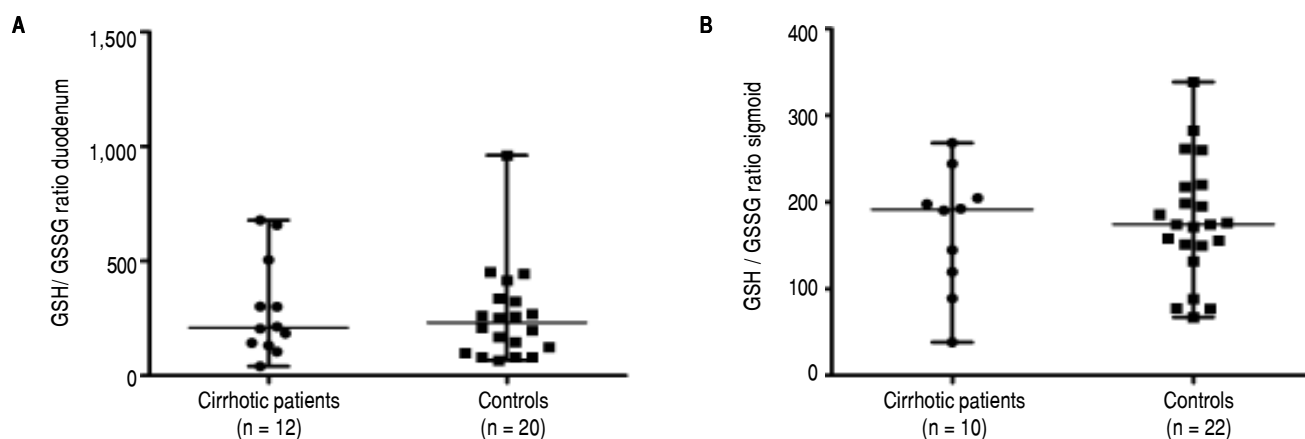 A
GSH/ GSSG ratio duodenum
1,500
1,000
500
0
Cirrhotic patients
(n = 12)
Controls
(n = 20)
B
GSH / GSSG ratio sigmoid
400
300
200
100
0
Cirrhotic patients
(n = 10)
Controls
(n = 22)